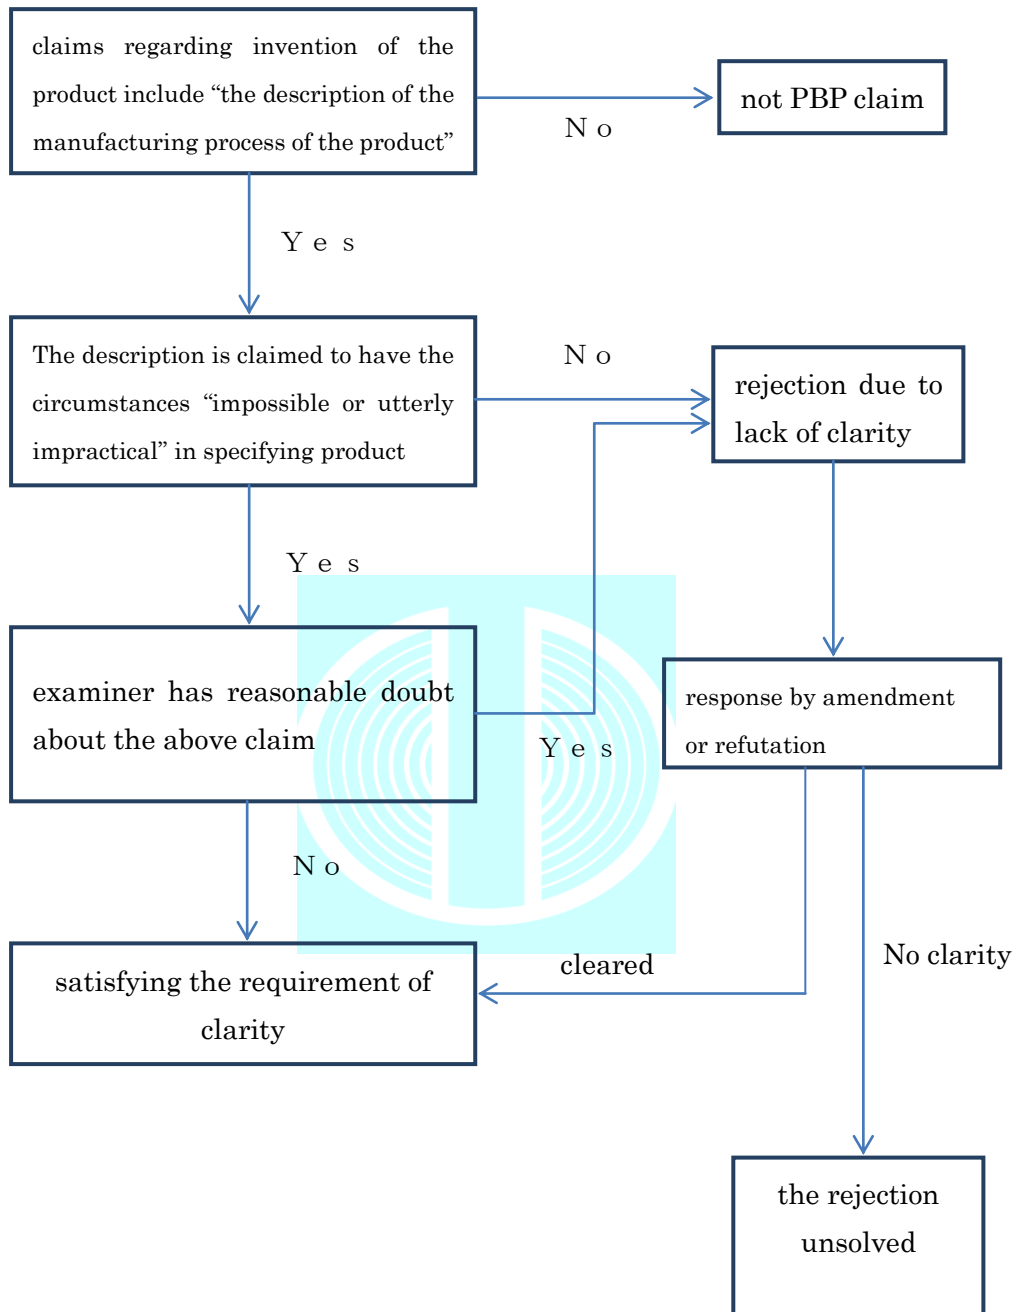 claims regarding invention of the
product include “the description of the
manufacturing process of the product”
No
not PBP claim
Yes
The description is claimed to have the
circumstances “impossible or utterly
impractical” in specifying product
No
rejection due to
lack of clarity
Yes
examiner has reasonable doubt
about the above claim
Yes
response by amendment
or refutation
No
satisfying the requirement of
clarity
cleared
No clarity
the rejection
unsolved